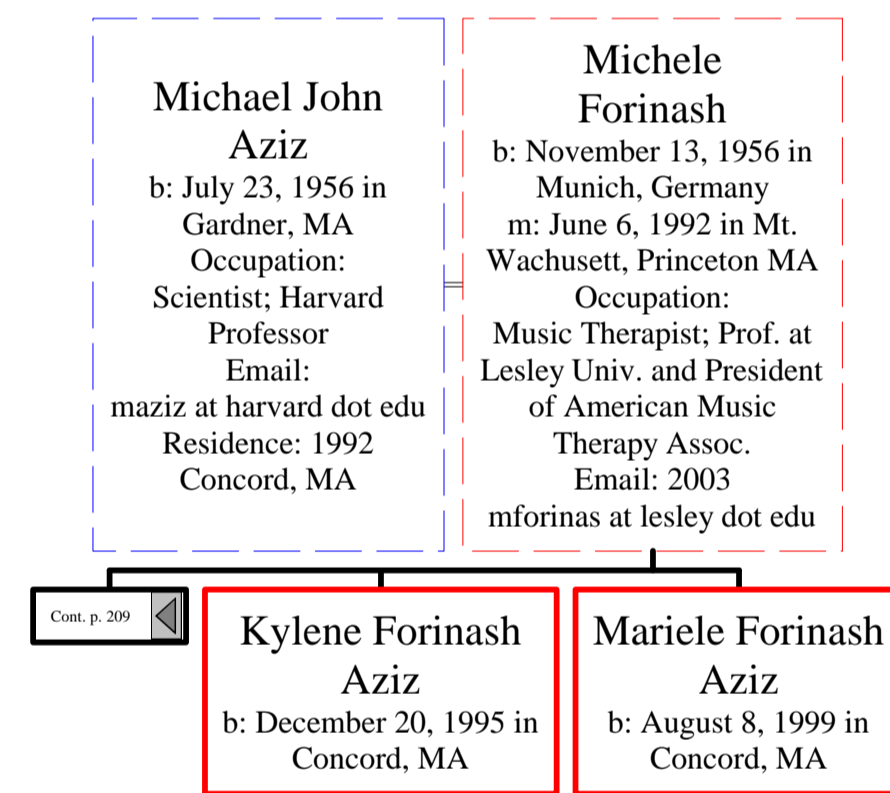 Michael John
Aziz
b: July 23, 1956 in
Gardner, MA
Occupation:
Scientist; Harvard
Professor
Email:
maziz at harvard dot edu
Residence: 1992
Concord, MA
Michele
Forinash
b: November 13, 1956 in
Munich, Germany
m: June 6, 1992 in Mt.
Wachusett, Princeton MA
Occupation:
Music Therapist; Prof. at
Lesley Univ. and President
of American Music
Therapy Assoc.
Email: 2003
mforinas at lesley dot edu
Cont. p. 209
Kylene Forinash
Aziz
b: December 20, 1995 in
Concord, MA
Mariele Forinash
Aziz
b: August 8, 1999 in
Concord, MA